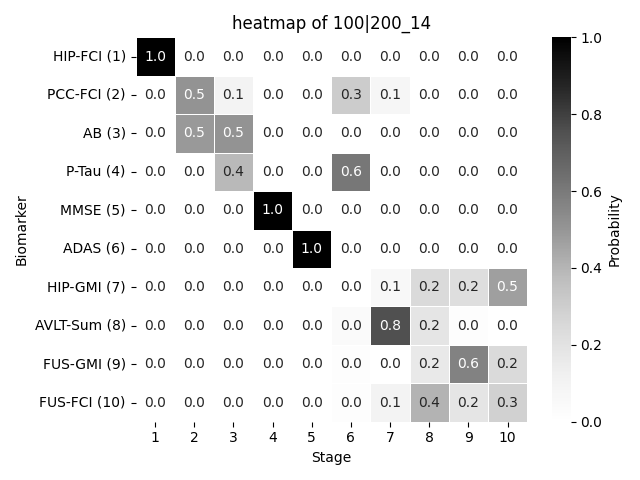 heatmap of 100|200_14
HIP-FCI (1) 1.0 0.0 0.0 0.0 0.0 0.0 0.0 0.0 0.0 0.0
PCC-FCI (2) 0.0 0.5 0.1 0.0 0.0 0.3 0.1 0.0 0.0 0.0
AB (3) 0.0 0.5 0.5 0.0 0.0 0.0 0.0 0.0 0.0 0.0
P-Tau (4) 0.0 0.0 0.4 0.0 0.0 0.6 0.0 0.0 0.0 0.0
MMSE (5) 0.0 0.0 0.0 1.0 0.0 0.0 0.0 0.0 0.0 0.0
ADAS (6) 0.0 0.0 0.0 0.0 1.0 0.0 0.0 0.0 0.0 0.0
HIP-GMI (7) 0.0 0.0 0.0 0.0 0.0 0.0 0.1 0.2 0.2 0.5
AVLT-Sum (8) 0.0 0.0 0.0 0.0 0.0 0.0 0.8 0.2 0.0 0.0
FUS-GMI (9) 0.0 0.0 0.0 0.0 0.0 0.0 0.0 0.2 0.6 0.2
FUS-FCI (10) 0.0 0.0 0.0 0.0 0.0 0.0 0.1 0.4 0.2 0.3
1 2 3 4 5 6 7 8 9 10
Stage
Biomarker
1.0
0.8
0.6
0.4
0.2
0.0
Probability